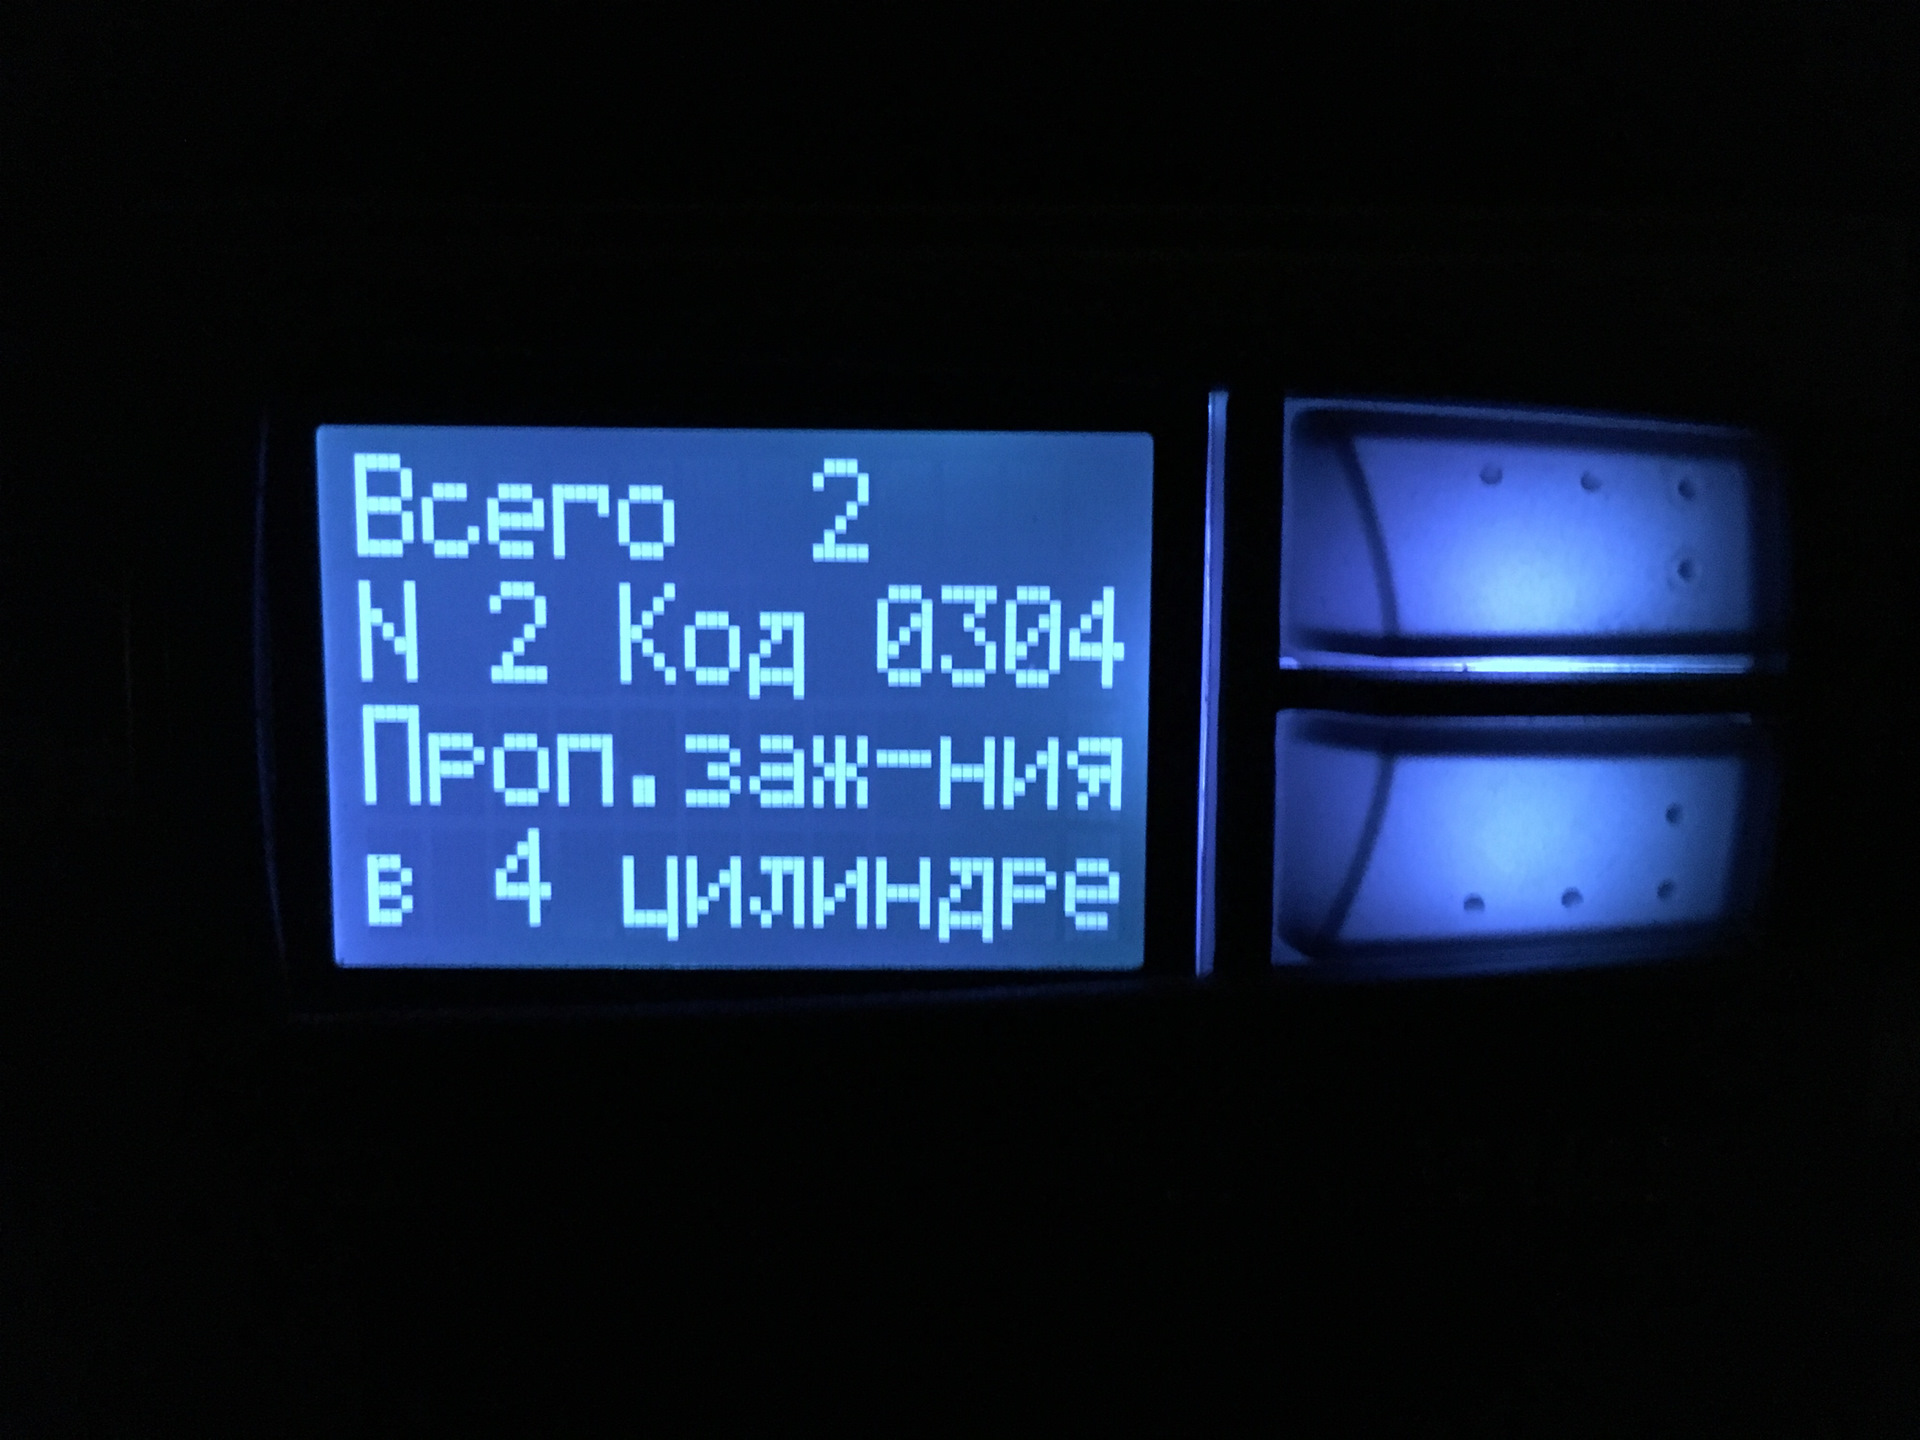 Всего 2
N 2 Код 0304
Проп.заж-ния
в 4 цилиндре